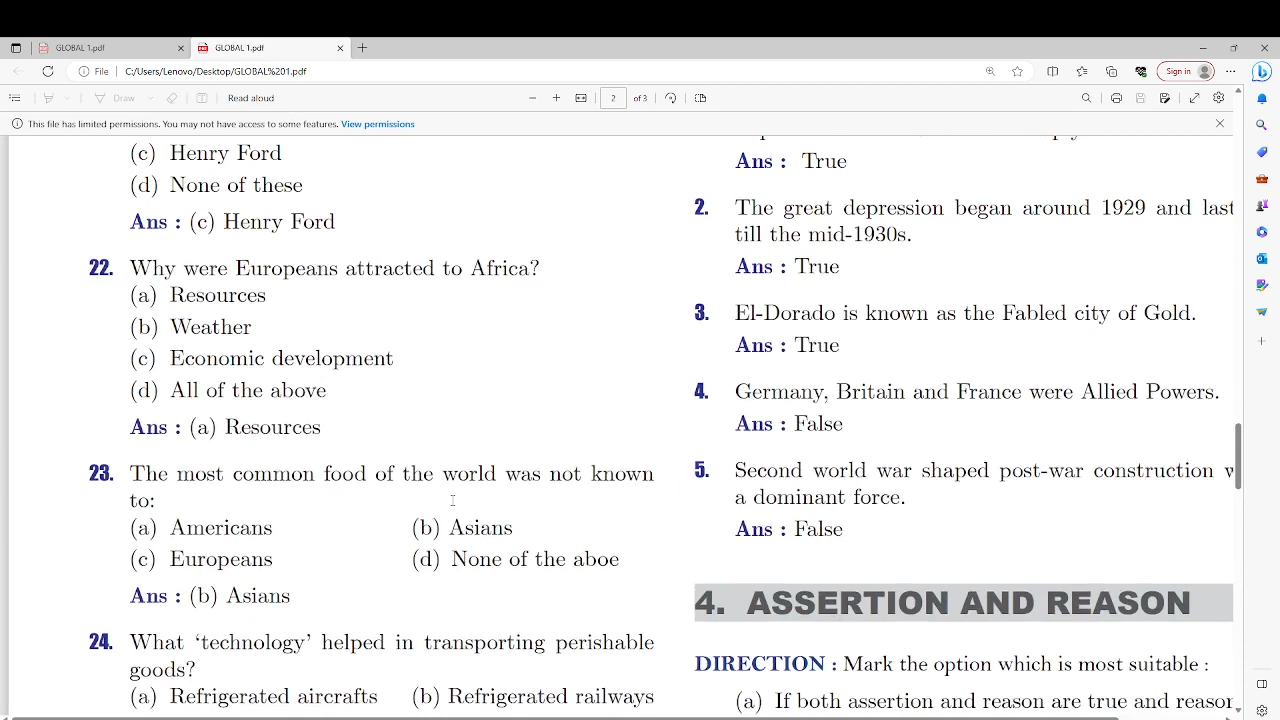 GLOBAL 1.pdf
GLOBAL 1.pdf
File
C:/Users/Lenovo/Desktop/GLOBAL%201.pdf
Sign in
Draw
Read aloud
2
of 3
This file has limited permissions. You may not have access to some features. View permissions
(c) Henry Ford
(d) None of these
Ans : (c) Henry Ford
22. Why were Europeans attracted to Africa?
(a) Resources
(b) Weather
(c) Economic development
(d) All of the above
Ans : (a) Resources
23. The most common food of the world was not known
to:
(a) Americans (b) Asians
(c) Europeans (d) None of the aboe
Ans : (b) Asians
24. What ‘technology’ helped in transporting perishable
goods?
(a) Refrigerated aircrafts (b) Refrigerated railways
Ans : True
2. The great depression began around 1929 and last
till the mid-1930s.
Ans : True
3. El-Dorado is known as the Fabled city of Gold.
Ans : True
4. Germany, Britain and France were Allied Powers.
Ans : False
5. Second world war shaped post-war construction
a dominant force.
Ans : False
4. ASSERTION AND REASON
DIRECTION : Mark the option which is most suitable :
(a) If both assertion and reason are true and reason